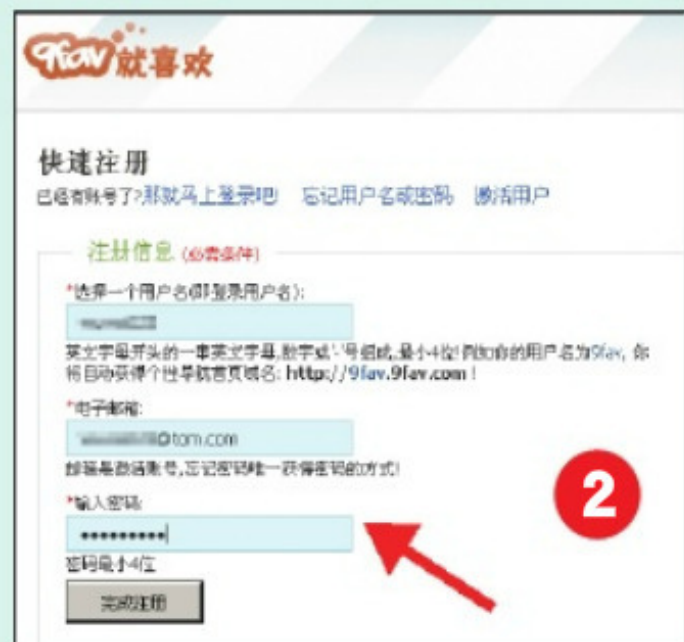 9fav就喜欢
快速注册
已经有账号了?那就马上登录吧! 忘记用户名或密码 激活用户
注册信息 (必需条件)
*选择一个用户名(即登录用户名):
英文字母开头的一串英文字母,数字或'-'号组成,最小4位!例如你的用户名为9fav, 你
将自动获得个性导航首页域名: http://9fav.9fav.com !
*电子邮箱:
@tom.com
邮箱是激活账号,忘记密码唯一获得密码的方式!
*输入密码:
•••••••••
密码最小4位
完成注册
2